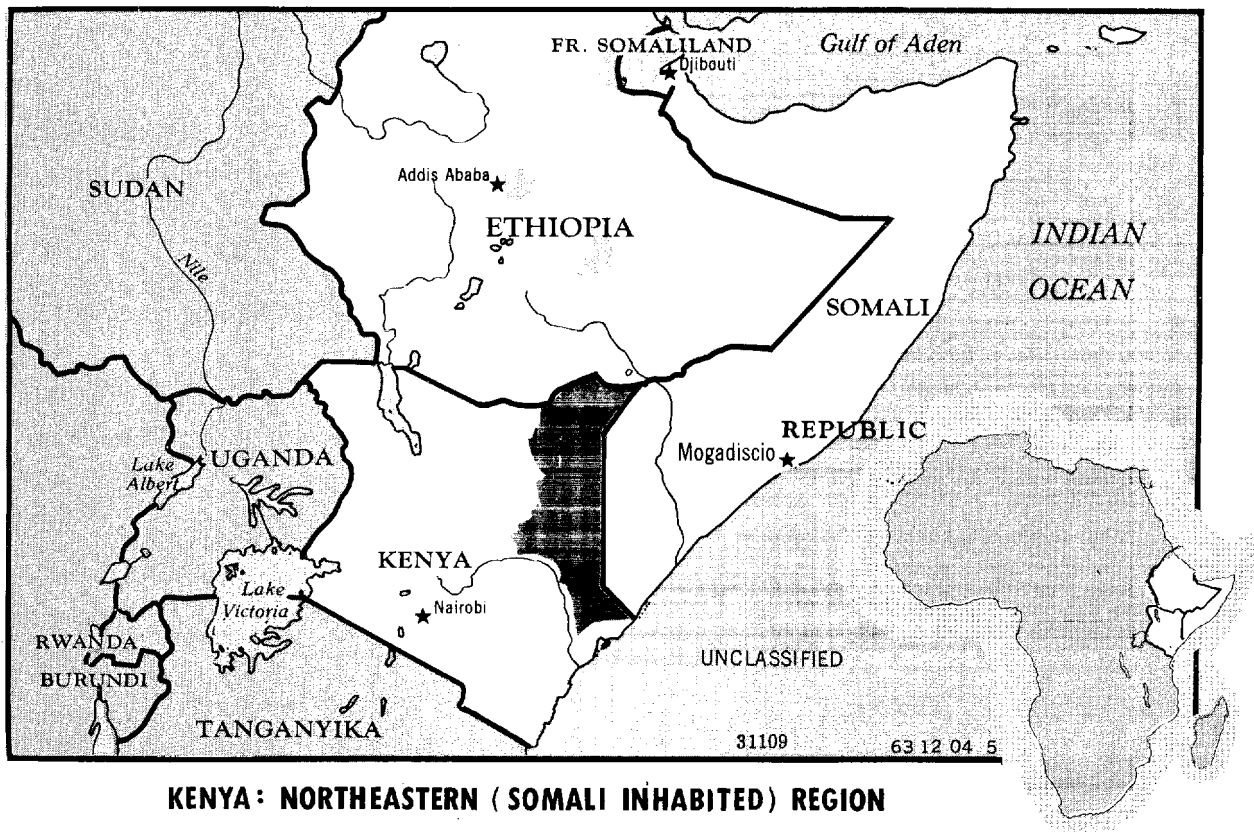 FR. SOMALILAND
Gulf of Aden
Djibouti
Addis Ababa
SUDAN
ETHIOPIA
INDIAN
OCEAN
Nile
SOMALI
REPUBLIC
Mogadiscio
Lake
Albert
UGANDA
KENYA
Lake
Victoria
Nairobi
RWANDA
BURUNDI
UNCLASSIFIED
TANGANYIKA
31109
63 12 04 5
KENYA: NORTHEASTERN (SOMALI INHABITED) REGION